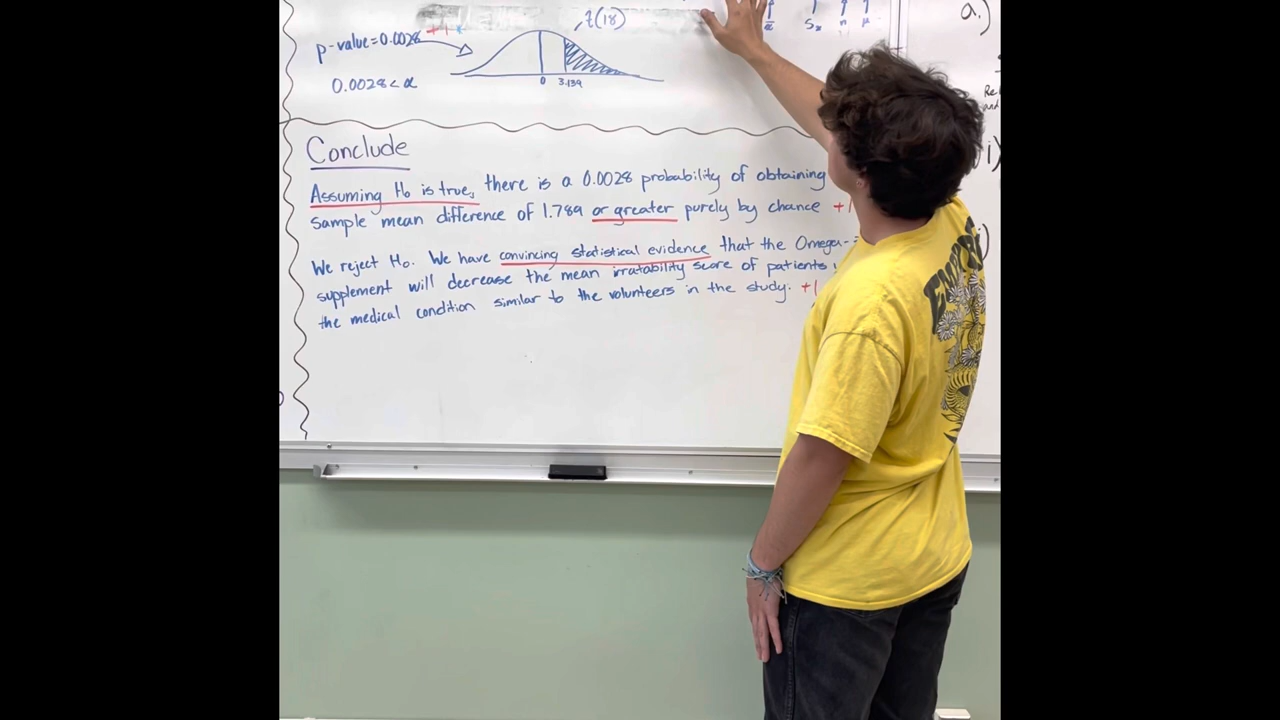 t(18)
x̄ Sx n μ
a.)
p-value=0.0028 +1
0.0028 < α
0 3.139
Conclude
Assuming H₀ is true, there is a 0.0028 probability of obtaining
sample mean difference of 1.789 or greater purely by chance +1
We reject H₀. We have convincing statistical evidence that the Omega-3
supplement will decrease the mean irratability score of patients
the medical condition similar to the volunteers in the study. +1
and
i)